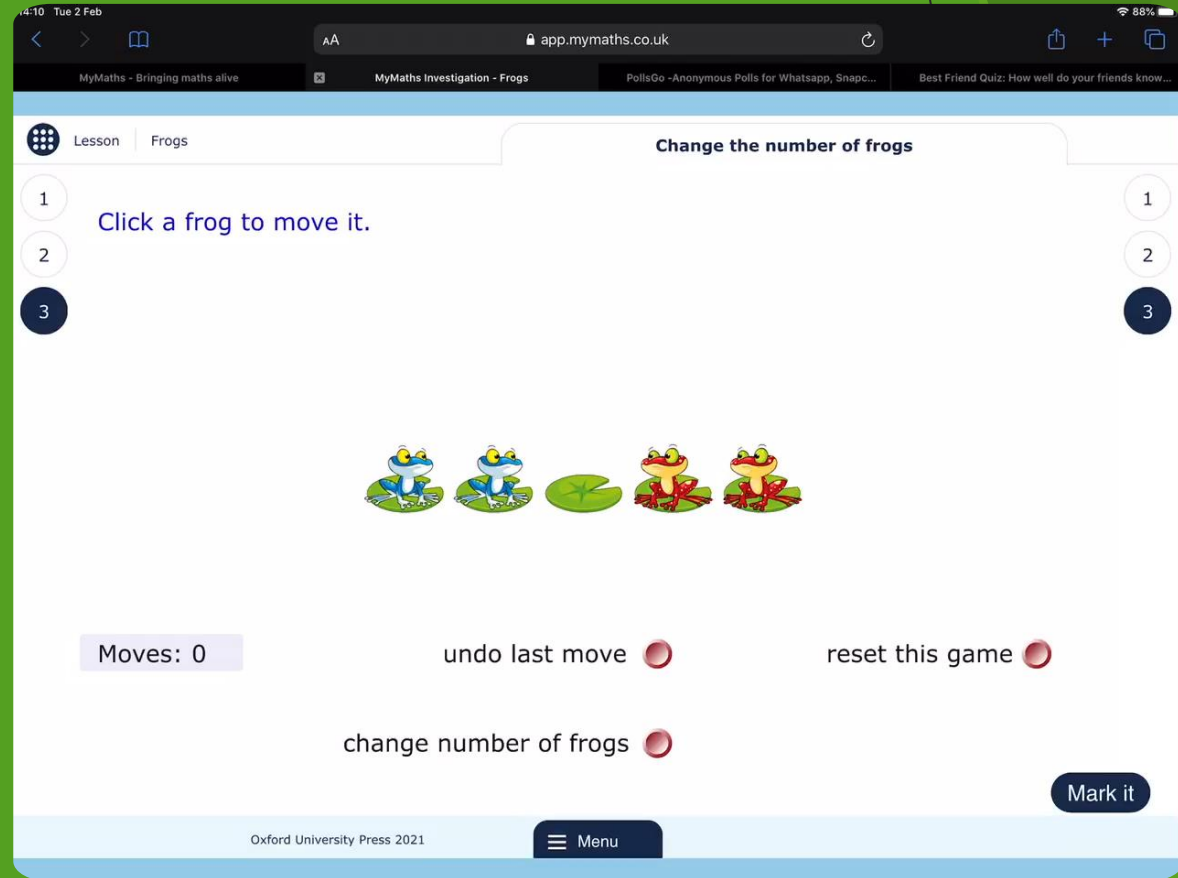 14:10 Tue 2 Feb 88%
AA app.mymaths.co.uk
MyMaths - Bringing maths alive MyMaths Investigation - Frogs PollsGo -Anonymous Polls for Whatsapp, Snapc... Best Friend Quiz: How well do your friends know...
Lesson Frogs Change the number of frogs
1 1
Click a frog to move it.
2 2
3 3
Moves: 0 undo last move reset this game
change number of frogs
Mark it
Oxford University Press 2021 Menu